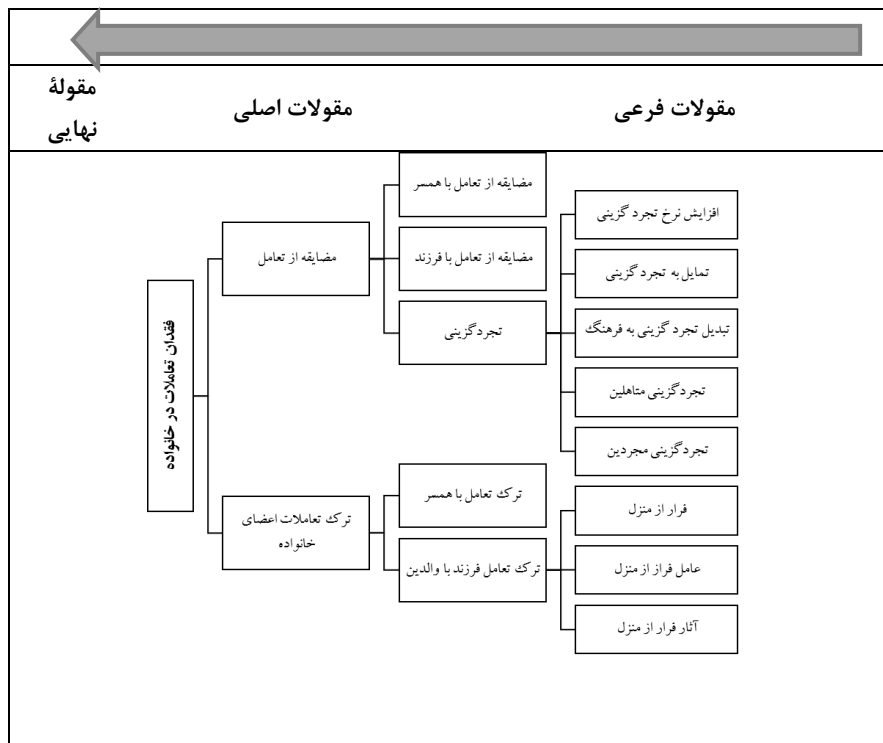 مقولات فرعی
مقولات اصلی
مقولهٔ
نهایی
افزایش نرخ تجرد گزینی
تمایل به تجرد گزینی
تبدیل تجرد گزینی به فرهنگ
تجردگزینی متاهلین
تجردگزینی مجردین
فرار از منزل
عامل فراز از منزل
آثار فرار از منزل
مضایقه از تعامل با همسر
مضایقه از تعامل با فرزند
تجردگزینی
ترک تعامل با همسر
ترک تعامل فرزند با والدین
مضایقه از تعامل
ترک تعاملات اعضای
خانواده
فقدان تعاملات در خانواده